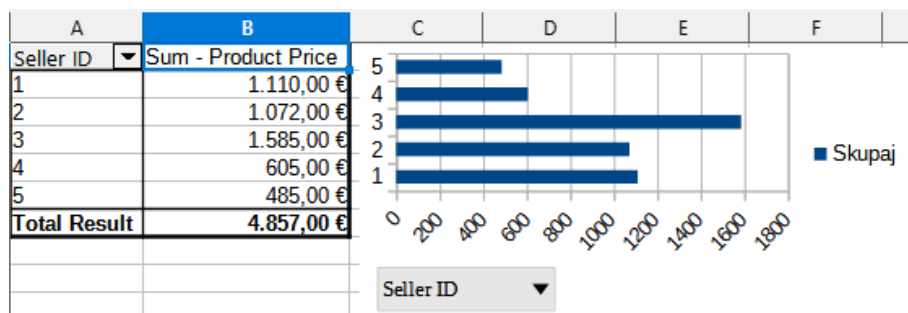 A B C D E F
Seller ID Sum - Product Price
1 1.110,00 €
2 1.072,00 €
3 1.585,00 €
4 605,00 €
5 485,00 €
Total Result 4.857,00 €
5
4
3
2
1
0 200 400 600 800 1000 1200 1400 1600 1800
Skupaj
Seller ID